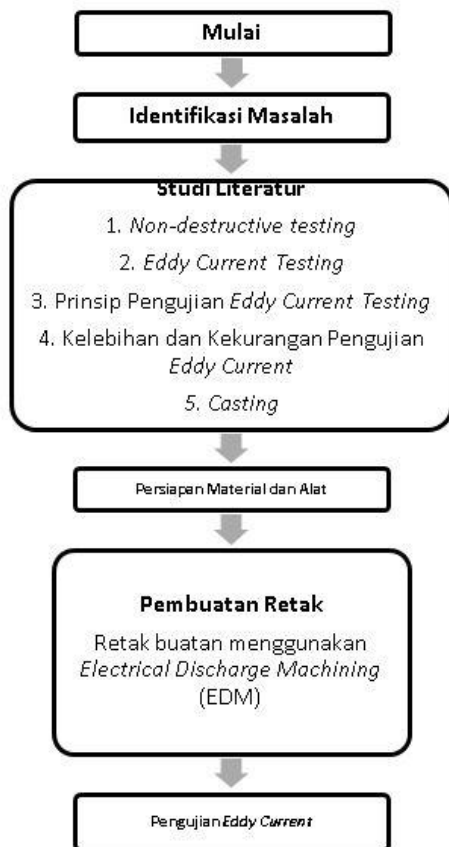 Mulai
Identifikasi Masalah
Studi Literatur
1. Non-destructive testing
2. Eddy Current Testing
3. Prinsip Pengujian Eddy Current Testing
4. Kelebihan dan Kekurangan Pengujian
Eddy Current
5. Casting
Persiapan Material dan Alat
Pembuatan Retak
Retak buatan menggunakan
Electrical Discharge Machining
(EDM)
Pengujian Eddy Current